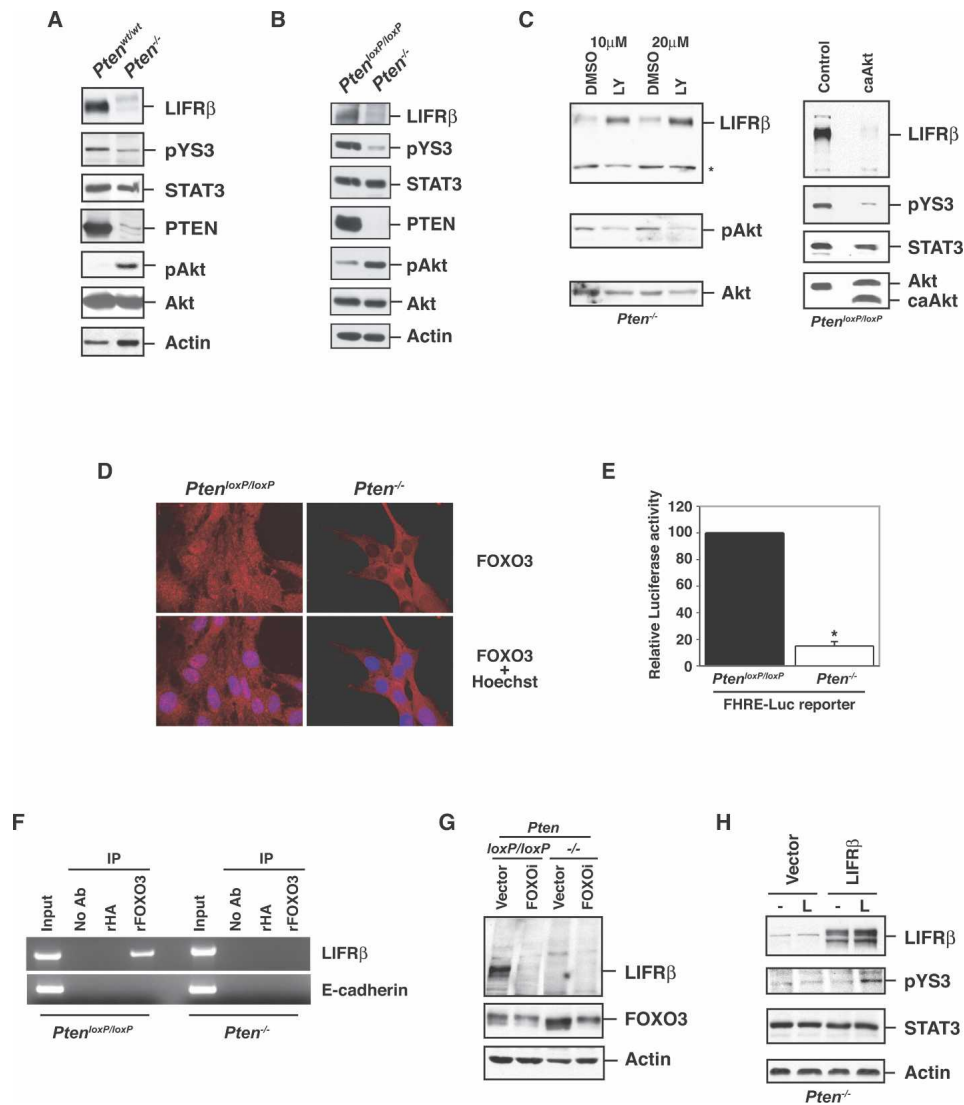 A
Pten^wt/wt
Pten^-/-
LIFRβ
pYS3
STAT3
PTEN
pAkt
Akt
Actin
B
Pten^loxP/loxP
Pten^-/-
LIFRβ
pYS3
STAT3
PTEN
pAkt
Akt
Actin
C
10μM 20μM
DMSO LY DMSO LY
LIFRβ
*
pAkt
Akt
Pten^-/-
Control caAkt
LIFRβ
pYS3
STAT3
Akt
caAkt
Pten^loxP/loxP
D
Pten^loxP/loxP Pten^-/-
FOXO3
FOXO3
+
Hoechst
E
Relative Luciferase activity
120
100
80
60
40
20
0
*
Pten^loxP/loxP Pten^-/-
FHRE-Luc reporter
F
IP IP
Input No Ab rHA rFOXO3 Input No Ab rHA rFOXO3
LIFRβ
E-cadherin
Pten^loxP/loxP Pten^-/-
G
Pten
loxP/loxP -/-
Vector FOXOi Vector FOXOi
LIFRβ
FOXO3
Actin
H
Vector LIFRβ
- L - L
LIFRβ
pYS3
STAT3
Actin
Pten^-/-